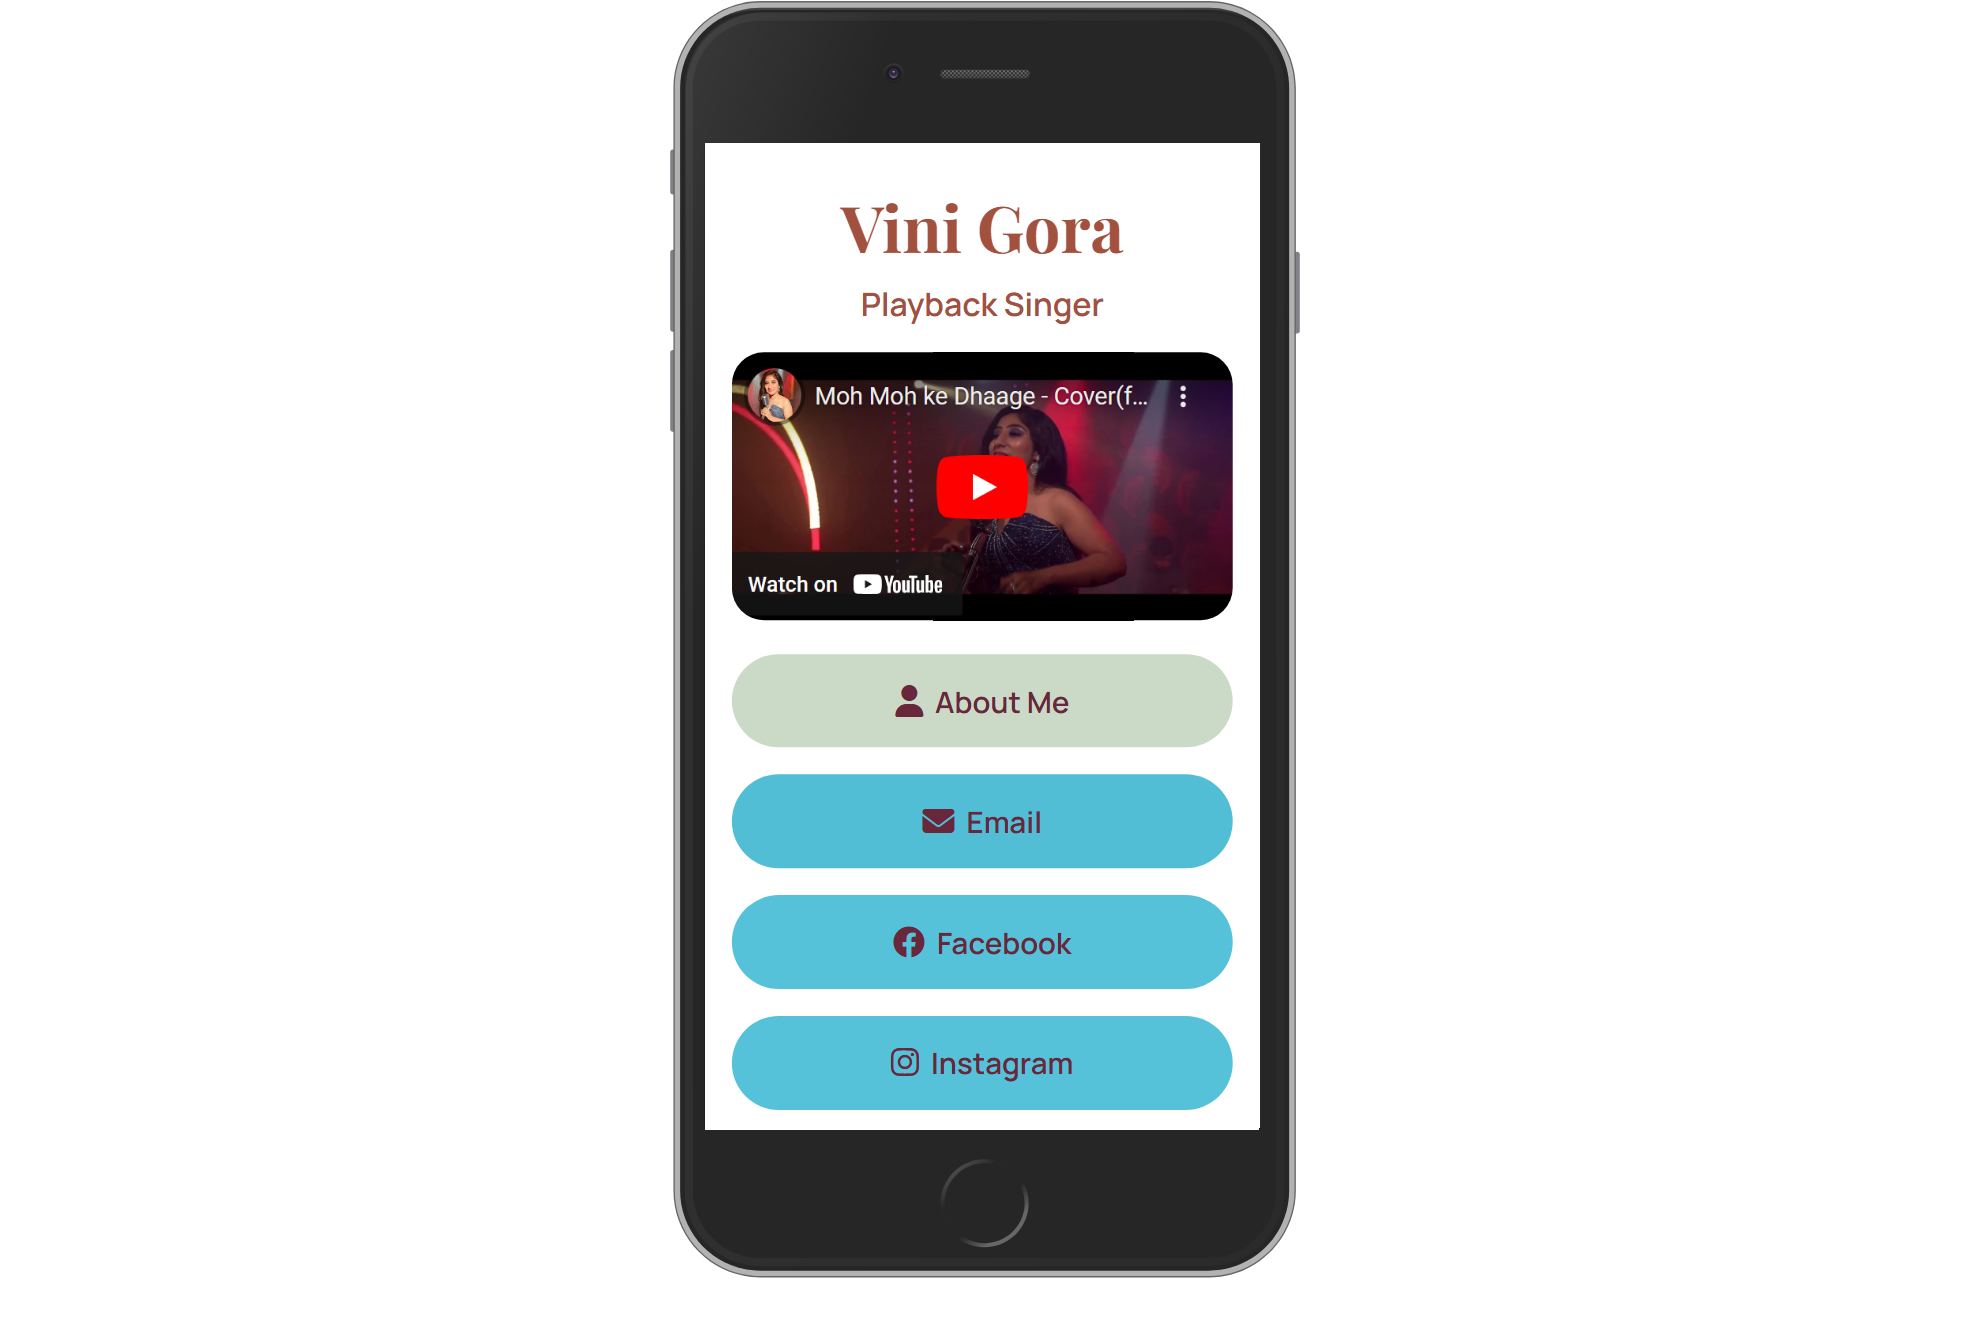 Vini Gora
Playback Singer
Moh Moh ke Dhaage - Cover(f...
Watch on YouTube
About Me
Email
Facebook
Instagram